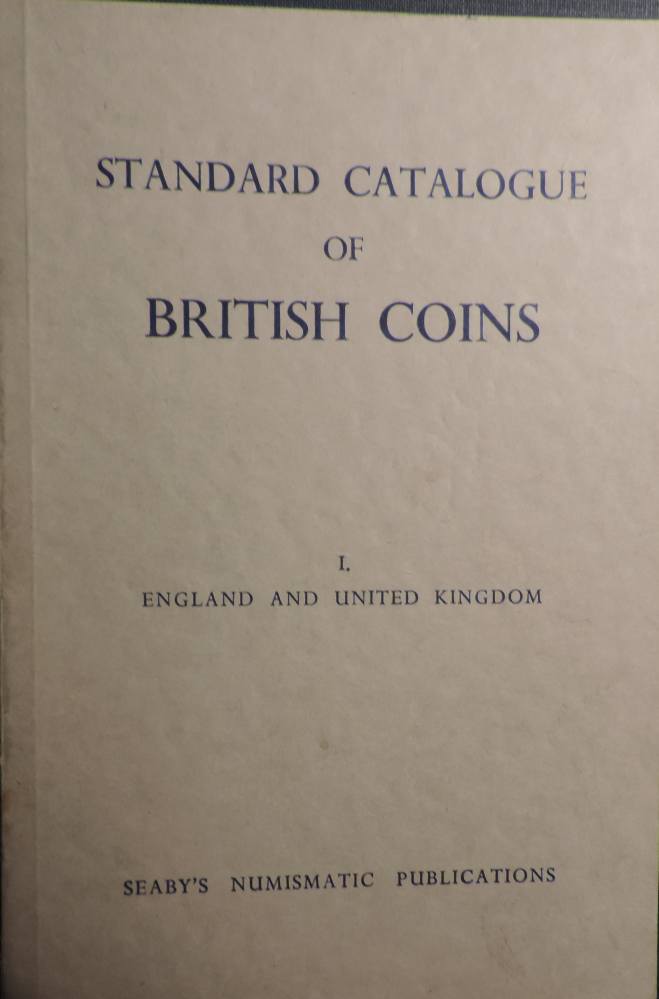 STANDARD CATALOGUE
OF
BRITISH COINS
I.
ENGLAND AND UNITED KINGDOM
SEABY'S NUMISMATIC PUBLICATIONS